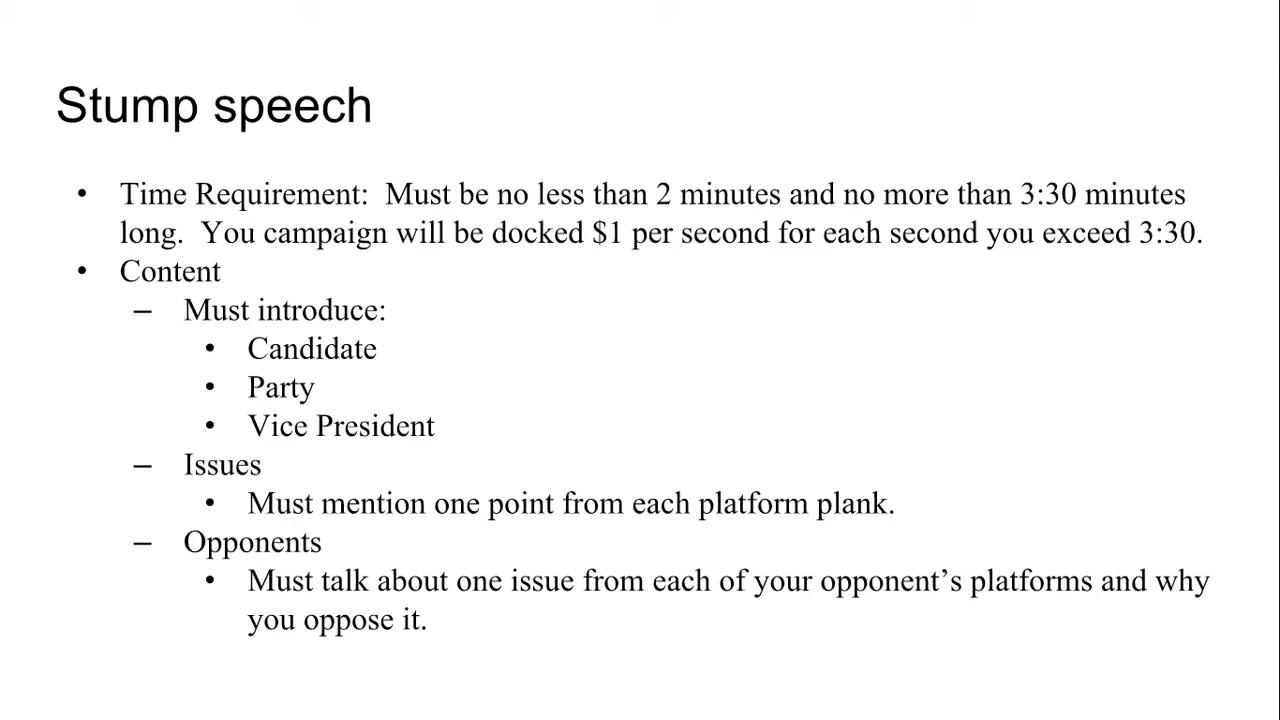 Stump speech
• Time Requirement:  Must be no less than 2 minutes and no more than 3:30 minutes
long.  You campaign will be docked $1 per second for each second you exceed 3:30.
• Content
– Must introduce:
• Candidate
• Party
• Vice President
– Issues
• Must mention one point from each platform plank.
– Opponents
• Must talk about one issue from each of your opponent’s platforms and why
you oppose it.